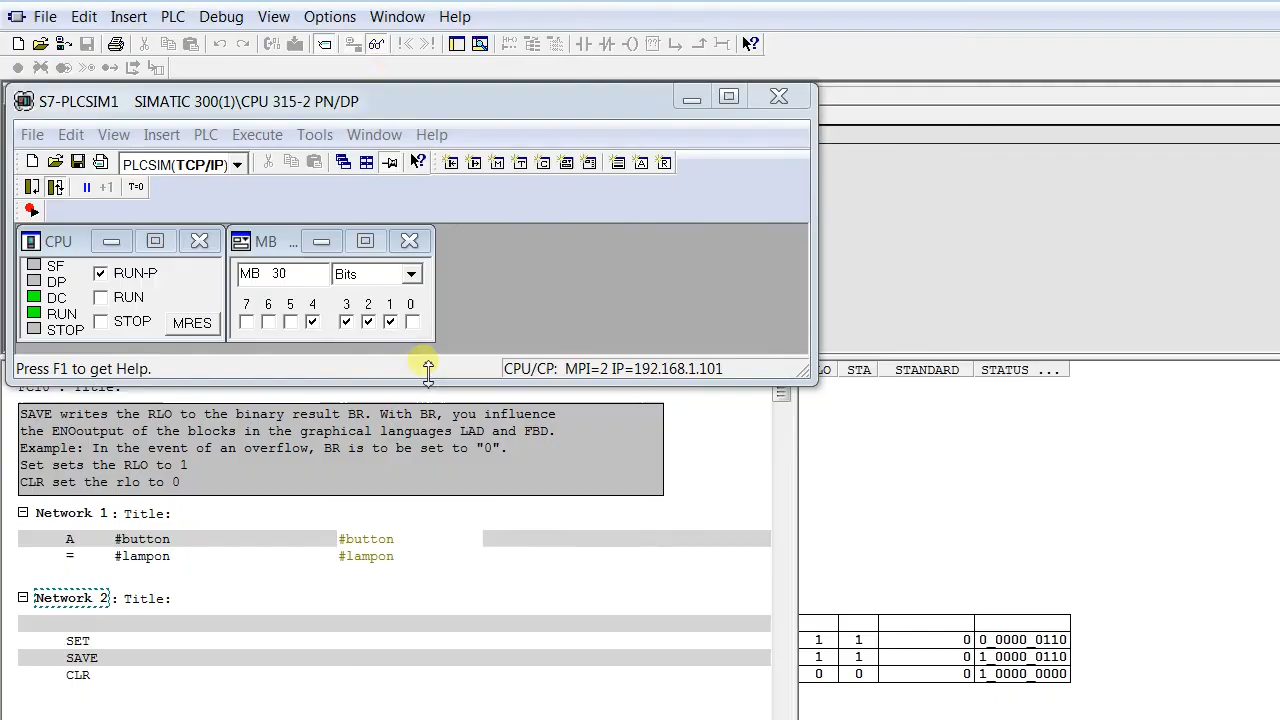 File Edit Insert PLC Debug View Options Window Help
S7-PLCSIM1 SIMATIC 300(1)\CPU 315-2 PN/DP
File Edit View Insert PLC Execute Tools Window Help
PLCSIM(TCP/IP)
+1 T=0
CPU
SF
DP
DC
RUN
STOP
RUN-P
RUN
STOP
MRES
MB ...
MB 30 Bits
7 6 5 4 3 2 1 0
Press F1 to get Help.
CPU/CP: MPI=2 IP=192.168.1.101
LO STA STANDARD STATUS ...
: Title:
SAVE writes the RLO to the binary result BR. With BR, you influence
the ENOoutput of the blocks in the graphical languages LAD and FBD.
Example: In the event of an overflow, BR is to be set to "0".
Set sets the RLO to 1
CLR set the rlo to 0
Network 1 : Title:
A #button #button
= #lampon #lampon
Network 2 : Title:
SET
SAVE
CLR
1 1 0 0_0000_0110
1 1 0 1_0000_0110
0 0 0 1_0000_0000